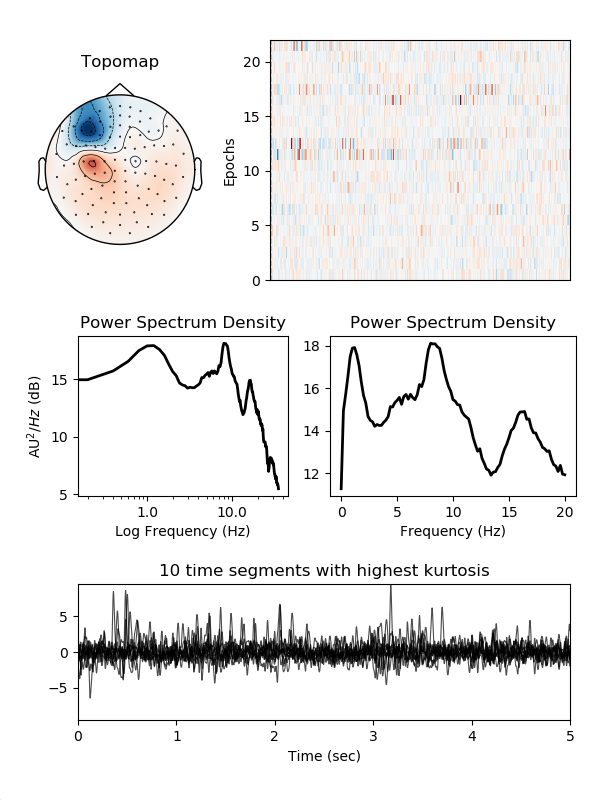 Topomap
Epochs
20
15
10
5
0
Power Spectrum Density
AU²/Hz (dB)
15
10
5
1.0 10.0
Log Frequency (Hz)
Power Spectrum Density
18
16
14
12
0 5 10 15 20
Frequency (Hz)
10 time segments with highest kurtosis
5
0
−5
0 1 2 3 4 5
Time (sec)